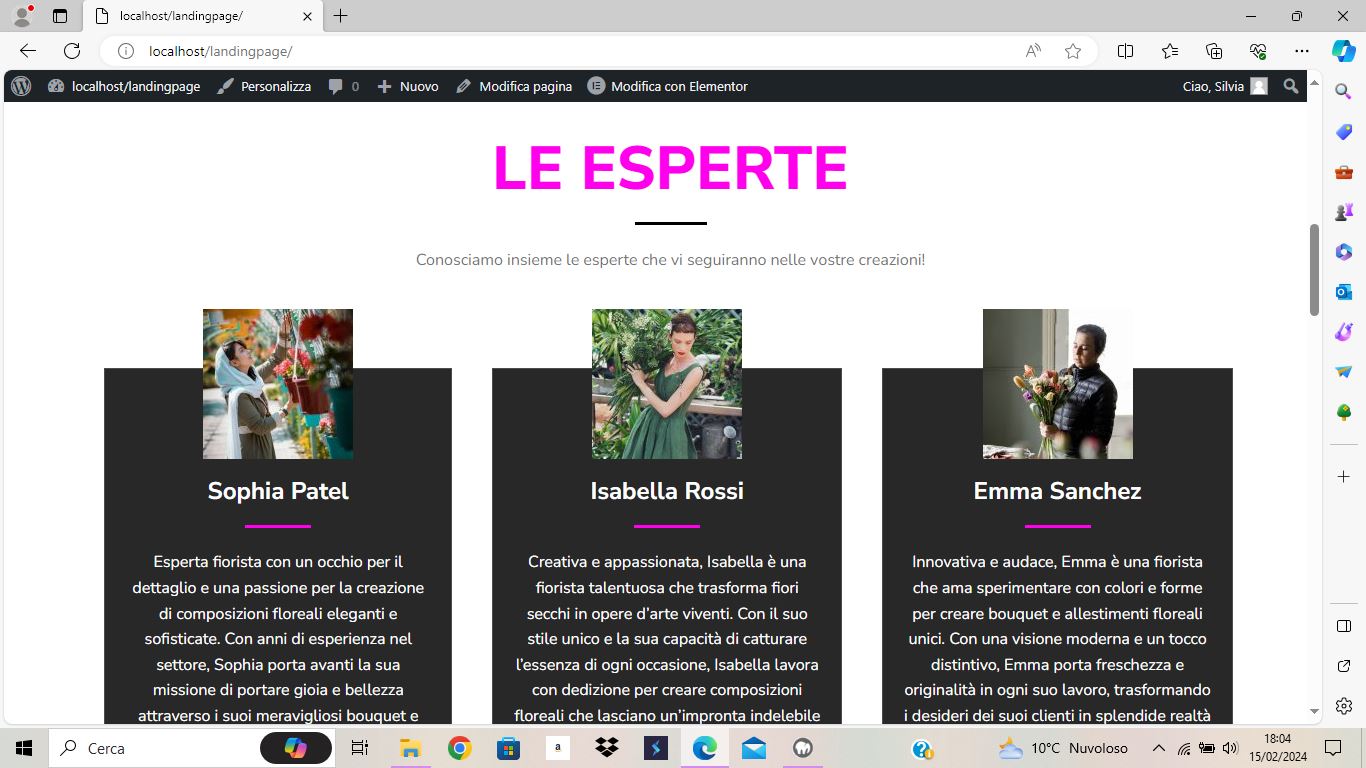 localhost/landingpage/
localhost/landingpage/
localhost/landingpage
Personalizza
0
Nuovo
Modifica pagina
Modifica con Elementor
Ciao, Silvia
LE ESPERTE
Conosciamo insieme le esperte che vi seguiranno nelle vostre creazioni!
Sophia Patel
Esperta fiorista con un occhio per il
dettaglio e una passione per la creazione
di composizioni floreali eleganti e
sofisticate. Con anni di esperienza nel
settore, Sophia porta avanti la sua
missione di portare gioia e bellezza
attraverso i suoi meravigliosi bouquet e
Isabella Rossi
Creativa e appassionata, Isabella è una
fiorista talentuosa che trasforma fiori
secchi in opere d’arte viventi. Con il suo
stile unico e la sua capacità di catturare
l’essenza di ogni occasione, Isabella lavora
con dedizione per creare composizioni
floreali che lasciano un’impronta indelebile
Emma Sanchez
Innovativa e audace, Emma è una fiorista
che ama sperimentare con colori e forme
per creare bouquet e allestimenti floreali
unici. Con una visione moderna e un tocco
distintivo, Emma porta freschezza e
originalità in ogni suo lavoro, trasformando
i desideri dei suoi clienti in splendide realtà
Cerca
a
10°C Nuvoloso
18:04
15/02/2024